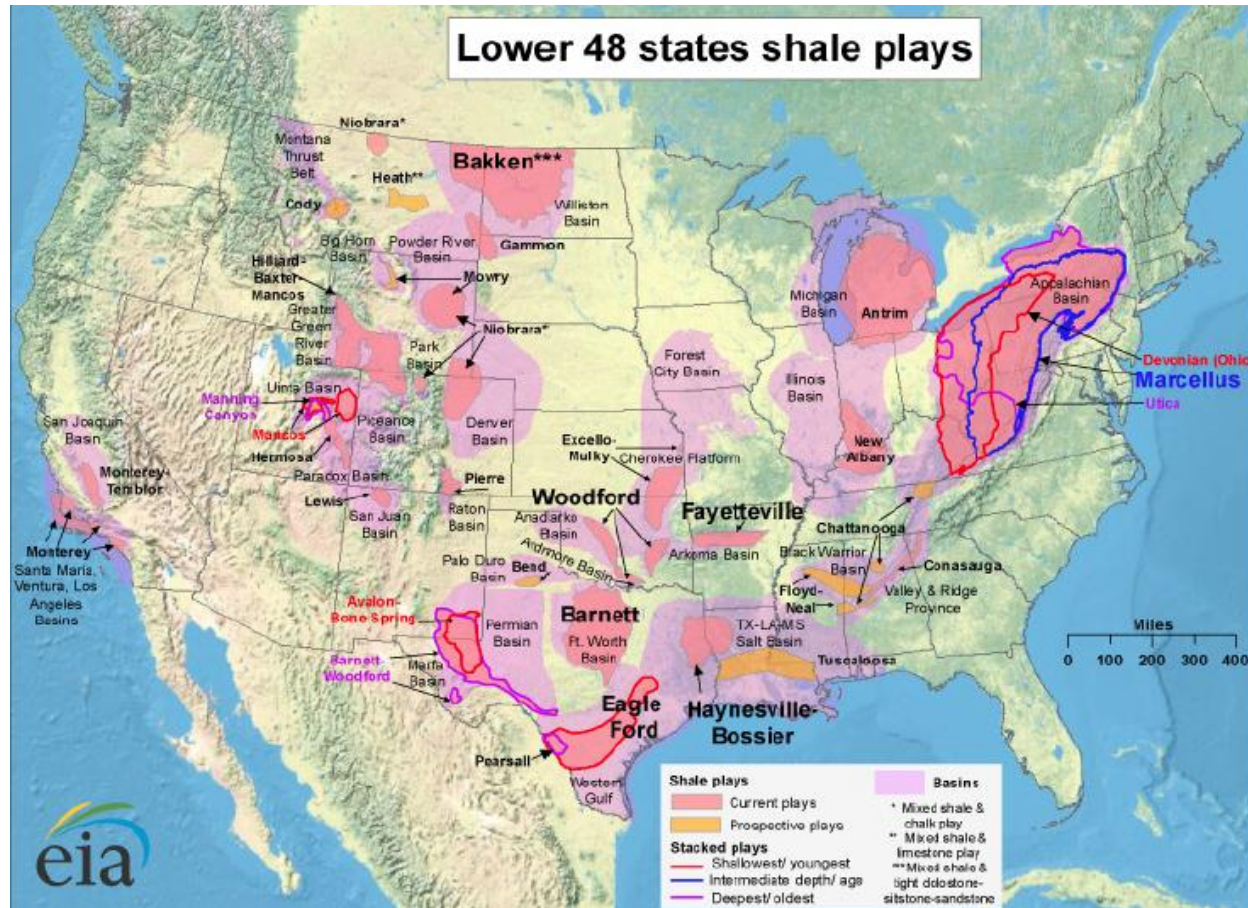 Lower 48 states shale plays
Niobrara*
Montana
Thrust
Belt
Bakken***
Heath**
Cody
Williston
Basin
Big Horn
Basin
Powder River
Basin
Gammon
Hilliard-
Baxter-
Mancos
Mowry
Greater
Green
River
Basin
Niobrara*
Park
Basin
Michigan
Basin
Antrim
Appalachian
Basin
Devonian (Ohio
Marcellus
Utica
Forest
City Basin
Illinois
Basin
Uinta Basin
Manning
Canyon
San Joaquin
Basin
Mancos
Piceance
Basin
Denver
Basin
Hermosa
Excello-
Mulky
Cherokee Platform
New
Albany
Monterey-
Temblor
Paradox Basin
Pierre
Lewis
San Juan
Basin
Raton
Basin
Woodford
Anadarko
Basin
Fayetteville
Chattanooga
Monterey
Santa Maria,
Ventura, Los
Angeles
Basins
Ardmore Basin
Arkoma Basin
Black Warrior
Basin
Conasauga
Palo Duro
Basin
Bend
Floyd-
Neal
Valley & Ridge
Province
Avalon-
Bone Spring
Permian
Basin
Barnett
Ft. Worth
Basin
TX-LA-MS
Salt Basin
Tuscaloosa
Miles
0 100 200 300 400
Barnett-
Woodford
Marfa
Basin
Eagle
Ford
Haynesville-
Bossier
Pearsall
Western
Gulf
Shale plays
Current plays
Prospective plays
Stacked plays
Shallowest/ youngest
Intermediate depth/ age
Deepest/ oldest
Basins
* Mixed shale &
chalk play
** Mixed shale &
limestone play
***Mixed shale &
tight dolostone-
siltstone-sandstone
eia